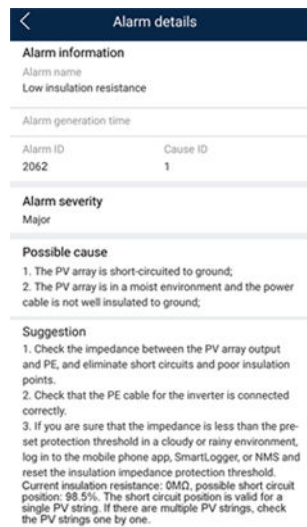 Alarm details
Alarm information
Alarm name
Low insulation resistance
Alarm generation time
Alarm ID Cause ID
2062 1
Alarm severity
Major
Possible cause
1. The PV array is short-circuited to ground;
2. The PV array is in a moist environment and the power
cable is not well insulated to ground;
Suggestion
1. Check the impedance between the PV array output
and PE, and eliminate short circuits and poor insulation
points.
2. Check that the PE cable for the inverter is connected
correctly.
3. If you are sure that the impedance is less than the pre-
set protection threshold in a cloudy or rainy environment,
log in to the mobile phone app, SmartLogger, or NMS and
reset the insulation impedance protection threshold.
Current insulation resistance: 0MΩ, possible short circuit
position: 98.5%. The short circuit position is valid for a
single PV string. If there are multiple PV strings, check
the PV strings one by one.